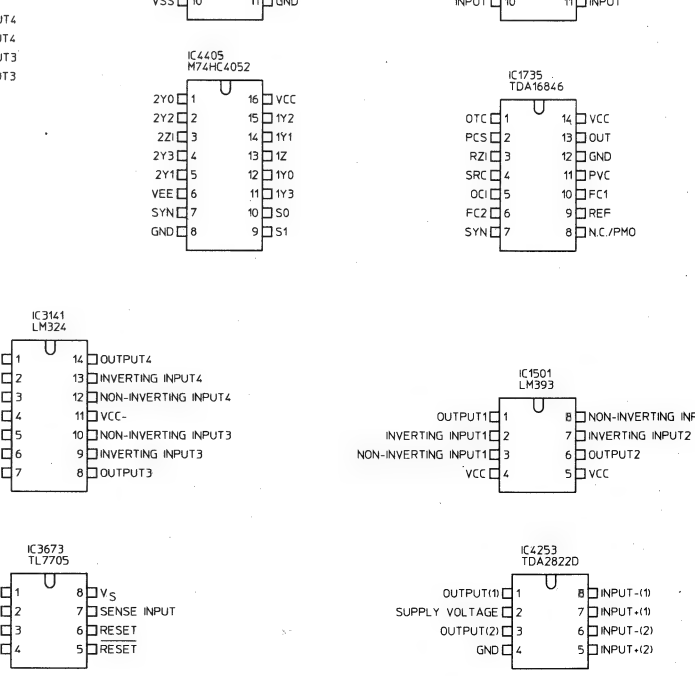 VSS 10 11 GND
INPUT 10 11 INPUT
IC4405
M74HC4052
2Y0 1 16 VCC
2Y2 2 15 1Y2
2ZI 3 14 1Y1
2Y3 4 13 1Z
2Y1 5 12 1Y0
VEE 6 11 1Y3
SYN 7 10 S0
GND 8 9 S1
IC1735
TDA16846
OTC 1 14 VCC
PCS 2 13 OUT
RZI 3 12 GND
SRC 4 11 PVC
OCI 5 10 FC1
FC2 6 9 REF
SYN 7 8 N.C./PMO
IC3141
LM324
1 14 OUTPUT4
2 13 INVERTING INPUT4
3 12 NON-INVERTING INPUT4
4 11 VCC-
5 10 NON-INVERTING INPUT3
6 9 INVERTING INPUT3
7 8 OUTPUT3
IC1501
LM393
OUTPUT1 1 8 NON-INVERTING
INVERTING INPUT1 2 7 INVERTING INPUT2
NON-INVERTING INPUT1 3 6 OUTPUT2
VCC 4 5 VCC
IC3673
TL7705
1 8 VS
2 7 SENSE INPUT
3 6 RESET
4 5 RESET
IC4253
TDA2822D
OUTPUT(1) 1 8 INPUT-(1)
SUPPLY VOLTAGE 2 7 INPUT+(1)
OUTPUT(2) 3 6 INPUT-(2)
GND 4 5 INPUT+(2)